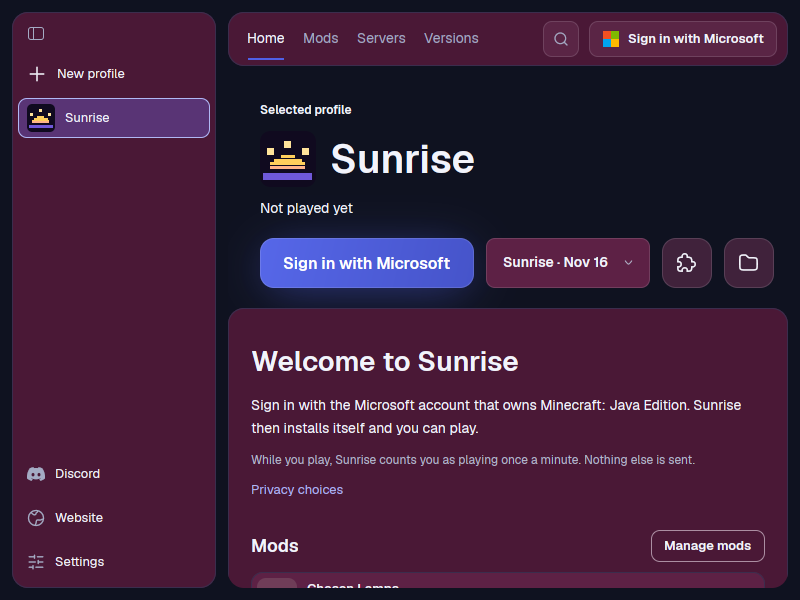 New profile
Sunrise
Discord
Website
Settings
Home
Mods
Servers
Versions
Sign in with Microsoft
Selected profile
Sunrise
Not played yet
Sign in with Microsoft
Sunrise · Nov 16
Welcome to Sunrise
Sign in with the Microsoft account that owns Minecraft: Java Edition. Sunrise
then installs itself and you can play.
While you play, Sunrise counts you as playing once a minute. Nothing else is sent.
Privacy choices
Mods
Manage mods